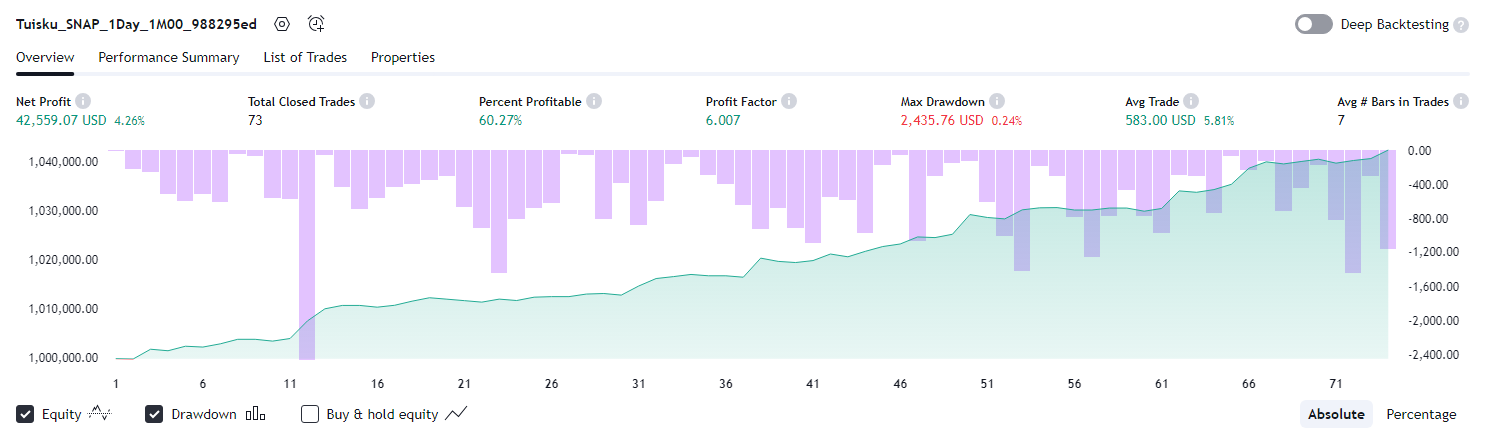 Tuisku_SNAP_1Day_1M00_988295ed Deep Backtesting ?
Overview Performance Summary List of Trades Properties
Net Profit Total Closed Trades Percent Profitable Profit Factor Max Drawdown Avg Trade Avg # Bars in Trades
42,559.07 USD 4.26% 73 60.27% 6.007 2,435.76 USD 0.24% 583.00 USD 5.81% 7
1,040,000.00 0.00
-400.00
1,030,000.00 -800.00
1,020,000.00 -1,200.00
-1,600.00
1,010,000.00 -2,000.00
1,000,000.00 -2,400.00
1 6 11 16 21 26 31 36 41 46 51 56 61 66 71
Equity Drawdown Buy & hold equity Absolute Percentage